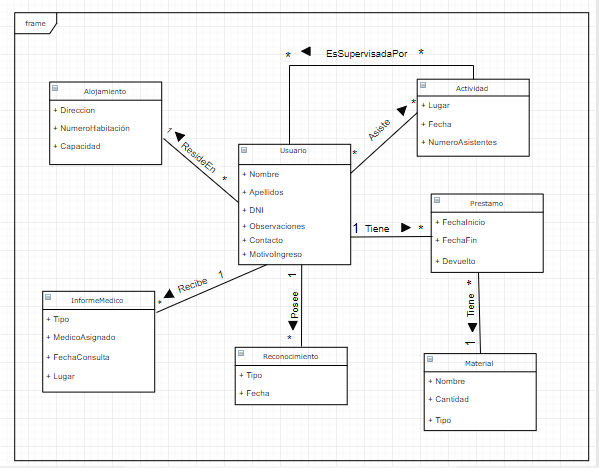 frame
* EsSupervisadaPor *
Alojamiento
+ Direccion
+ NumeroHabitación
+ Capacidad
Actividad
+ Lugar
+ Fecha
+ NumeroAsistentes
1 ResideEn *
* Asiste *
Usuario
+ Nombre
+ Apellidos
+ DNI
+ Observaciones
+ Contacto
+ MotivoIngreso
1 Tiene *
Prestamo
+ FechaInicio
+ FechaFin
+ Devuelto
* Recibe 1
1 Posee *
* Tiene 1
InformeMedico
+ Tipo
+ MedicoAsignado
+ FechaConsulta
+ Lugar
Reconocimiento
+ Tipo
+ Fecha
Material
+ Nombre
+ Cantidad
+ Tipo